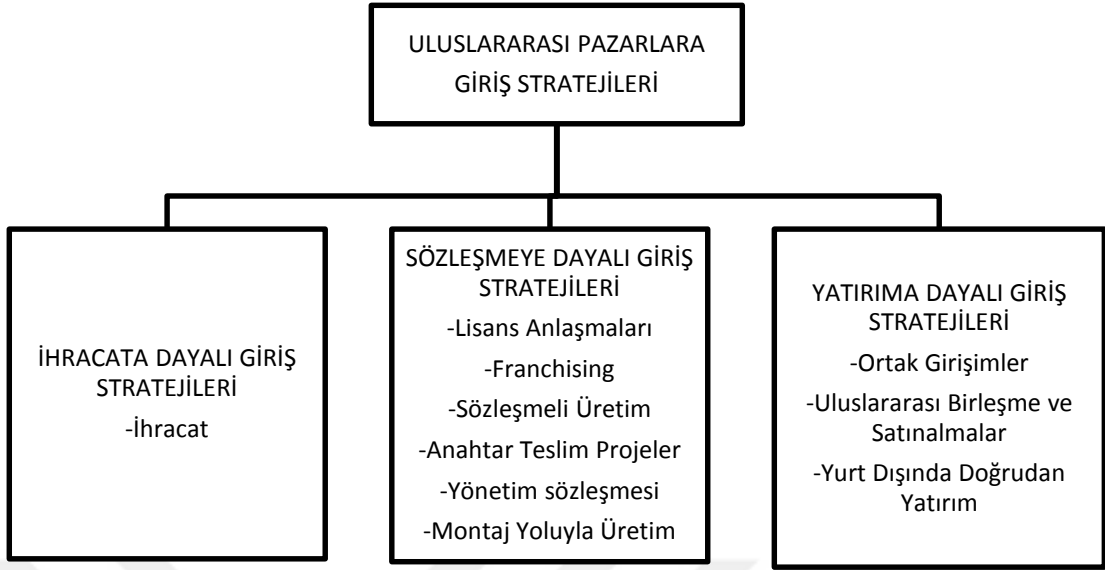 ULUSLARARASI PAZARLARA
GİRİŞ STRATEJİLERİ
İHRACATA DAYALI GİRİŞ
STRATEJİLERİ
-İhracat
SÖZLEŞMEYE DAYALI GİRİŞ
STRATEJİLERİ
-Lisans Anlaşmaları
-Franchising
-Sözleşmeli Üretim
-Anahtar Teslim Projeler
-Yönetim sözleşmesi
-Montaj Yoluyla Üretim
YATIRIMA DAYALI GİRİŞ
STRATEJİLERİ
-Ortak Girişimler
-Uluslararası Birleşme ve
Satınalmalar
-Yurt Dışında Doğrudan
Yatırım